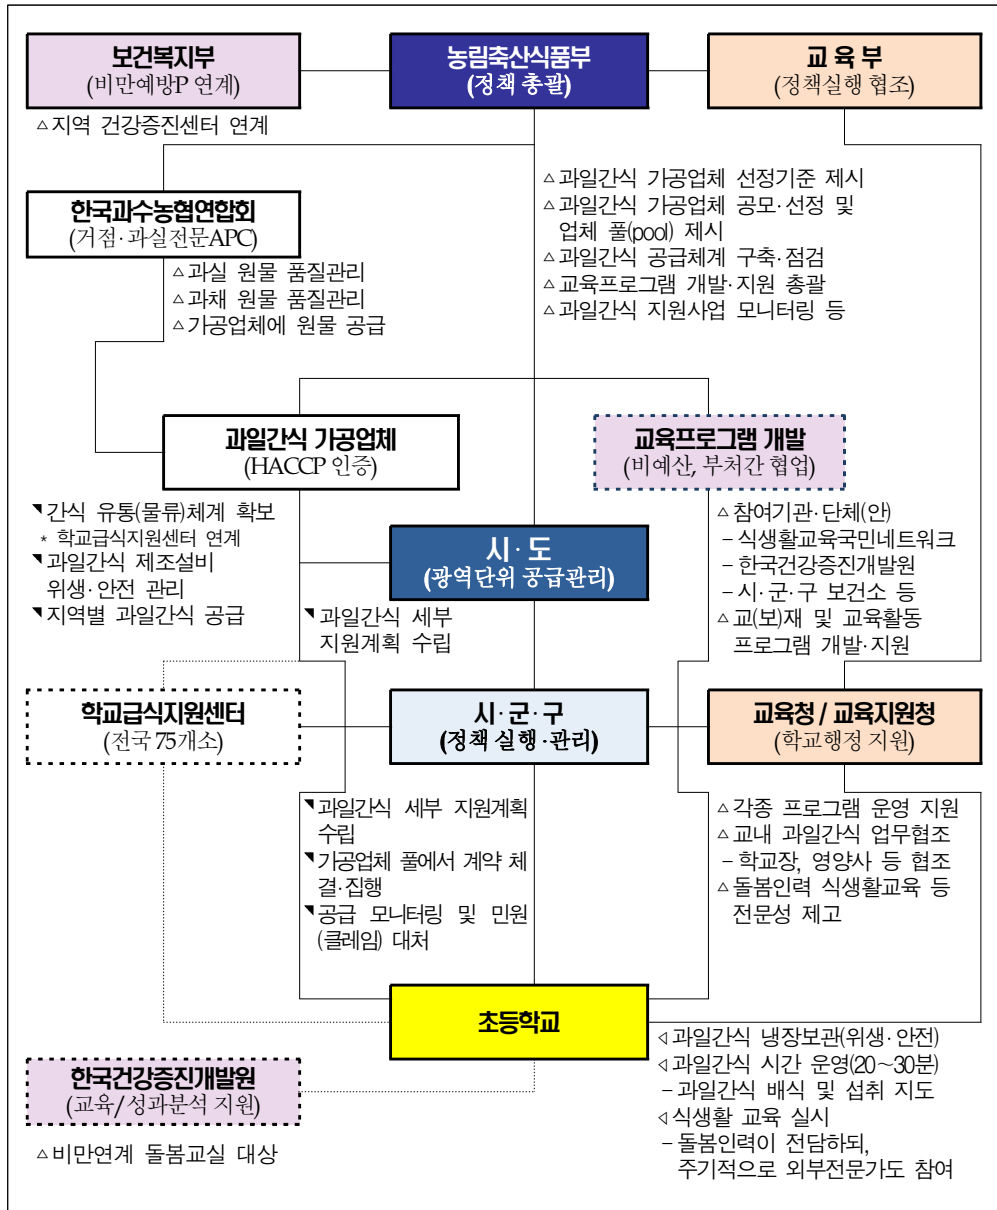 보건복지부
(비만예방P 연계)
농림축산식품부
(정책 총괄)
교 육 부
(정책실행 협조)
△지역 건강증진센터 연계
한국과수농협연합회
(거점·과실전문APC)
△과실 원물 품질관리
△과채 원물 품질관리
△가공업체에 원물 공급
△과일간식 가공업체 선정기준 제시
△과일간식 가공업체 공모·선정 및
업체 풀(pool) 제시
△과일간식 공급체계 구축·점검
△교육프로그램 개발·지원 총괄
△과일간식 지원사업 모니터링 등
과일간식 가공업체
(HACCP 인증)
교육프로그램 개발
(비예산, 부처간 협업)
◥간식 유통(물류)체계 확보
* 학교급식지원센터 연계
◥과일간식 제조설비
위생·안전 관리
◥지역별 과일간식 공급
시·도
(광역단위 공급관리)
◥과일간식 세부
지원계획 수립
△참여기관·단체(안)
－식생활교육국민네트워크
－한국건강증진개발원
－시·군·구 보건소 등
△교(보)재 및 교육활동
프로그램 개발·지원
학교급식지원센터
(전국 75개소)
시·군·구
(정책 실행·관리)
교육청 / 교육지원청
(학교행정 지원)
◥과일간식 세부 지원계획
수립
◥가공업체 풀에서 계약 체
결·집행
◥공급 모니터링 및 민원
(클레임) 대처
△각종 프로그램 운영 지원
△교내 과일간식 업무협조
－학교장, 영양사 등 협조
△돌봄인력 식생활교육 등
전문성 제고
초등학교
◁과일간식 냉장보관(위생·안전)
◁과일간식 시간 운영(20～30분)
－과일간식 배식 및 섭취 지도
◁식생활 교육 실시
－돌봄인력이 전담하되,
주기적으로 외부전문가도 참여
한국건강증진개발원
(교육/성과분석 지원)
△비만연계 돌봄교실 대상